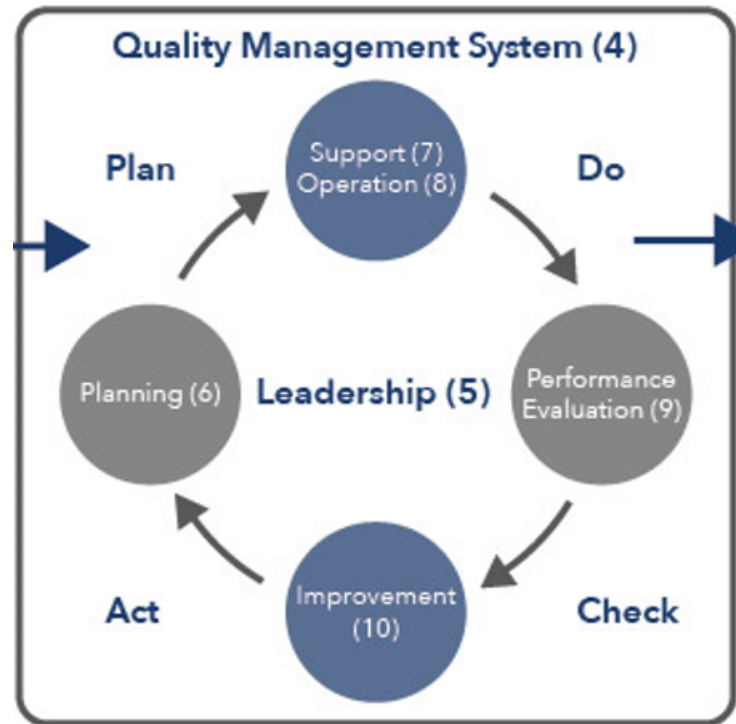 Quality Management System (4)
Plan
Support (7)
Operation (8)
Do
Planning (6)
Leadership (5)
Performance
Evaluation (9)
Act
Improvement
(10)
Check